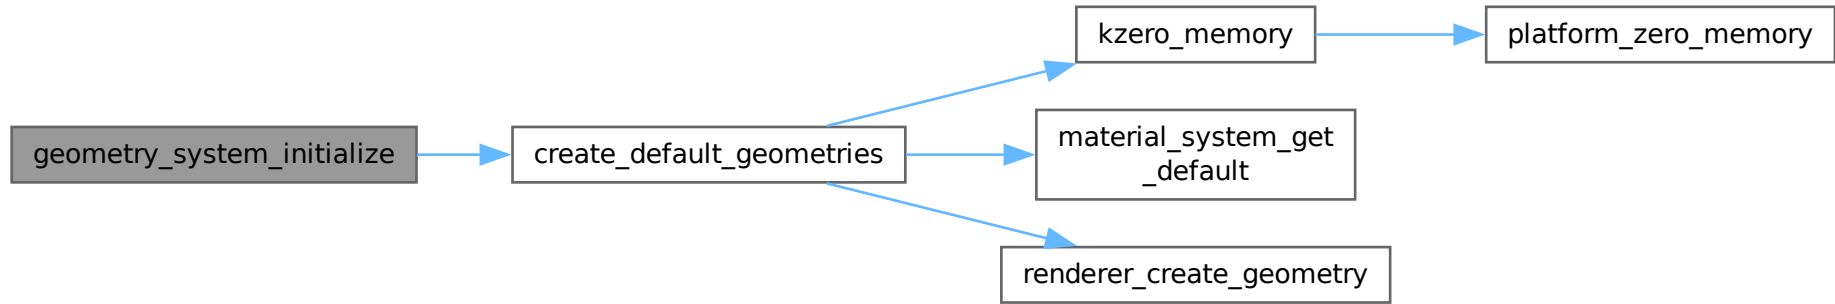 geometry_system_initialize
create_default_geometries
kzero_memory
platform_zero_memory
material_system_get
_default
renderer_create_geometry